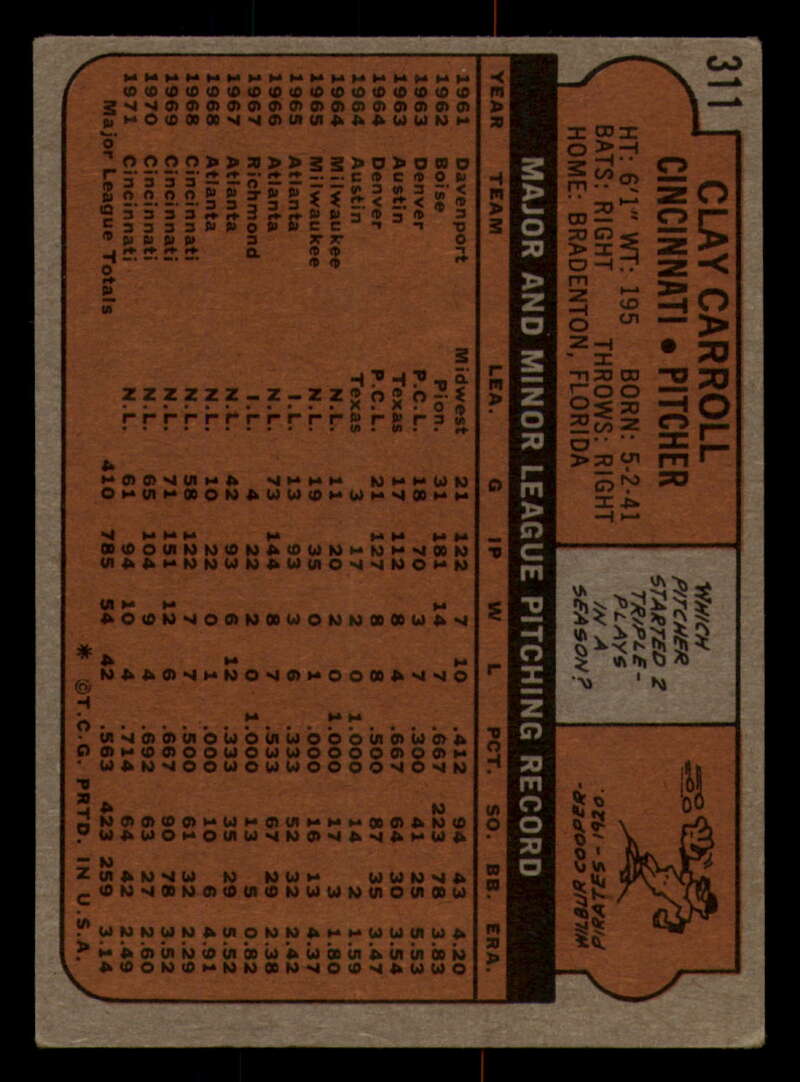 311
CLAY CARROLL
CINCINNATI • PITCHER
HT: 6'1" WT: 195 BORN: 5-2-41
BATS: RIGHT THROWS: RIGHT
HOME: BRADENTON, FLORIDA
WHICH
PITCHER
STARTED 2
TRIPLE-
PLAYS
IN A
SEASON?
WILBUR COOPER-
PIRATES-1920.
MAJOR AND MINOR LEAGUE PITCHING RECORD
YEAR TEAM LEA. G IP W L PCT. SO. BB. ERA.
1961 Davenport Midwest 21 122 7 10 .412 94 43 4.20
1962 Boise Pion. 31 181 14 7 .667 223 78 3.83
1963 Denver P.C.L. 18 70 3 7 .300 41 25 5.53
1963 Austin Texas 17 112 8 4 .667 64 30 3.54
1964 Denver P.C.L. 21 127 8 8 .500 87 35 3.47
1964 Austin Texas 3 17 2 0 1.000 14 2 1.59
1964 Milwaukee N.L. 11 20 2 0 1.000 17 3 1.80
1965 Milwaukee N.L. 19 35 0 1 .000 16 13 4.37
1965 Atlanta I.L. 13 93 3 6 .333 52 32 2.42
1966 Atlanta N.L. 73 144 8 7 .533 67 29 2.38
1967 Richmond I.L. 4 22 2 0 1.000 13 5 0.82
1967 Atlanta N.L. 42 93 6 12 .333 35 29 5.52
1968 Atlanta N.L. 10 22 0 1 .000 10 6 4.91
1968 Cincinnati N.L. 58 122 7 7 .500 61 32 2.29
1969 Cincinnati N.L. 71 151 12 6 .667 90 78 3.52
1970 Cincinnati N.L. 65 104 9 4 .692 63 27 2.60
1971 Cincinnati N.L. 61 94 10 4 .714 64 42 2.49
Major League Totals 410 785 54 42 .563 423 259 3.14
* ©T.C.G. PRTD. IN U.S.A.